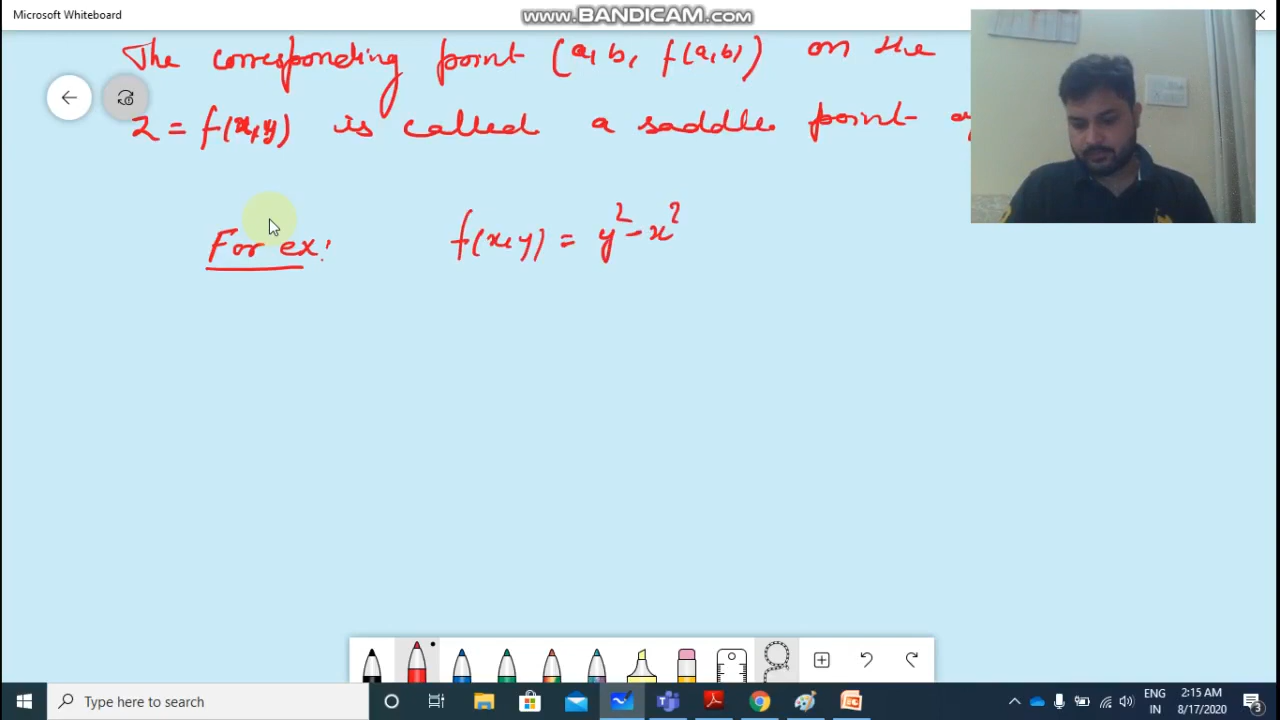 Microsoft Whiteboard
www.BANDICAM.com
The corresponding point (a, b, f(a,b)) on the
z = f(x,y) is called a saddle point
For ex:
f(x,y) = y² - x²
Type here to search
ENG
IN
2:15 AM
8/17/2020
3